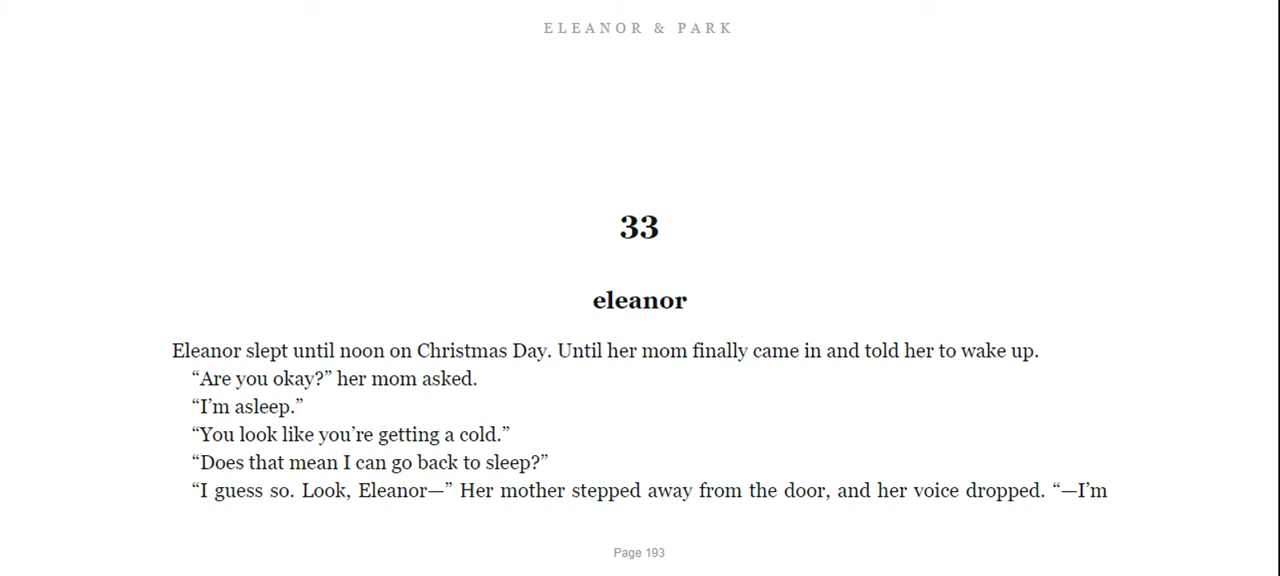 ELEANOR & PARK
33
eleanor
Eleanor slept until noon on Christmas Day. Until her mom finally came in and told her to wake up.
“Are you okay?” her mom asked.
“I’m asleep.”
“You look like you’re getting a cold.”
“Does that mean I can go back to sleep?”
“I guess so. Look, Eleanor—” Her mother stepped away from the door, and her voice dropped. “—I’m
Page 193